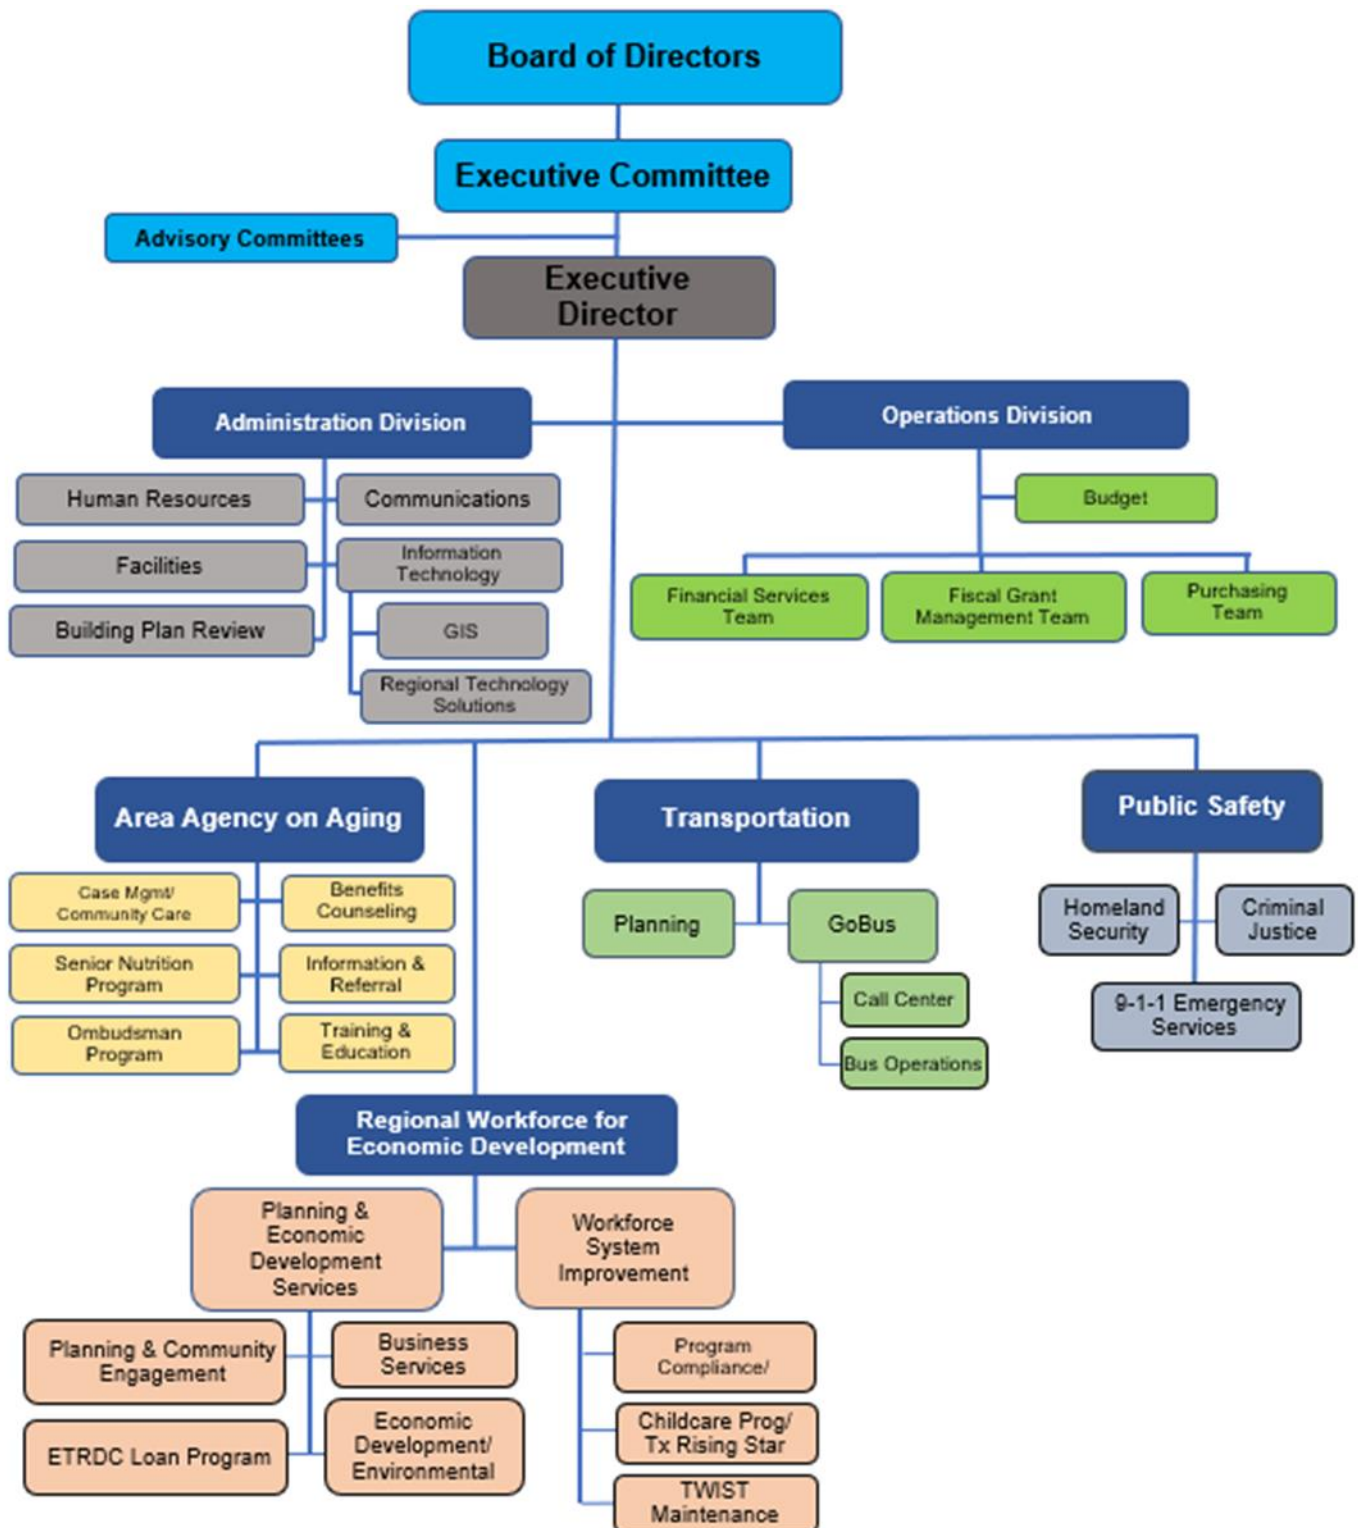 Board of Directors
Executive Committee
Advisory Committees
Executive
Director
Administration Division
Operations Division
Human Resources
Communications
Budget
Facilities
Information
Technology
Financial Services
Team
Fiscal Grant
Management Team
Purchasing
Team
Building Plan Review
GIS
Regional Technology
Solutions
Area Agency on Aging
Transportation
Public Safety
Case Mgmt/
Community Care
Benefits
Counseling
Planning
GoBus
Homeland
Security
Criminal
Justice
Senior Nutrition
Program
Information &
Referral
Call Center
9-1-1 Emergency
Services
Ombudsman
Program
Training &
Education
Bus Operations
Regional Workforce for
Economic Development
Planning &
Economic
Development
Services
Workforce
System
Improvement
Planning & Community
Engagement
Business
Services
Program
Compliance/
ETRDC Loan Program
Economic
Development/
Environmental
Childcare Prog/
Tx Rising Star
TWIST
Maintenance